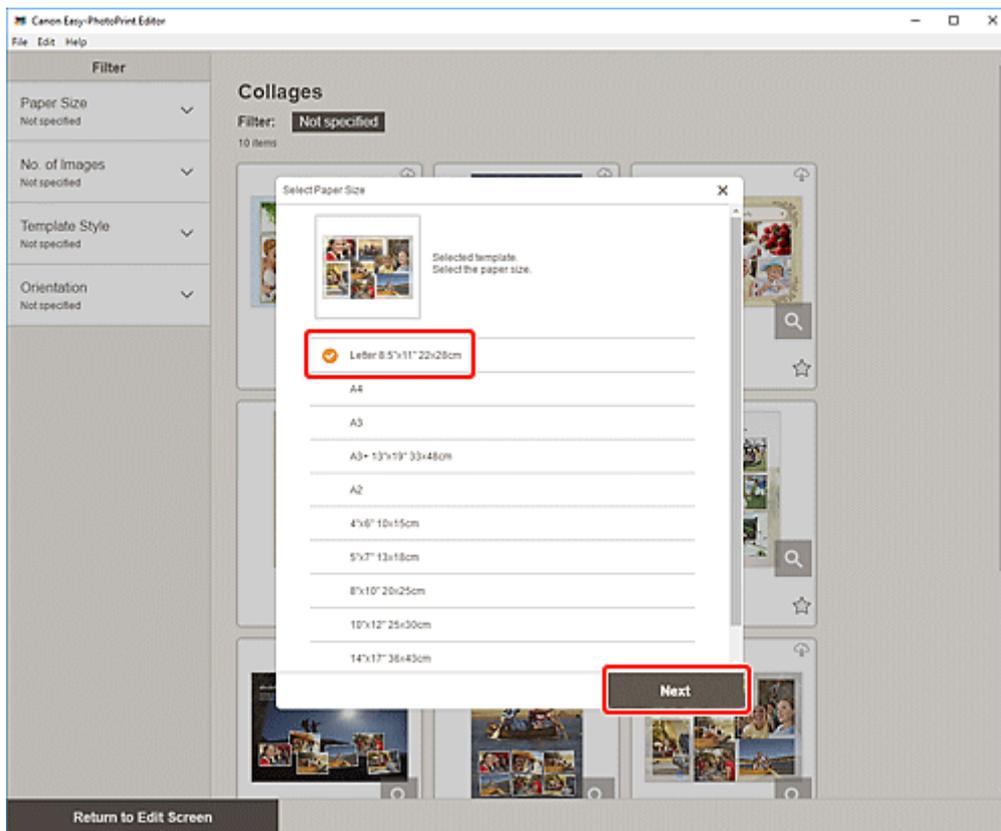 Canon Easy-PhotoPrint Editor
File Edit Help
Filter
Paper Size
Not specified
No. of Images
Not specified
Template Style
Not specified
Orientation
Not specified
Collages
Filter: Not specified
10 items
Select Paper Size
Selected template.
Select the paper size.
Letter 8.5"x11" 22x28cm
A4
A3
A3+ 13"x19" 33x48cm
A2
4"x6" 10x15cm
5"x7" 13x18cm
8"x10" 20x25cm
10"x12" 25x30cm
14"x17" 36x43cm
Next
Return to Edit Screen